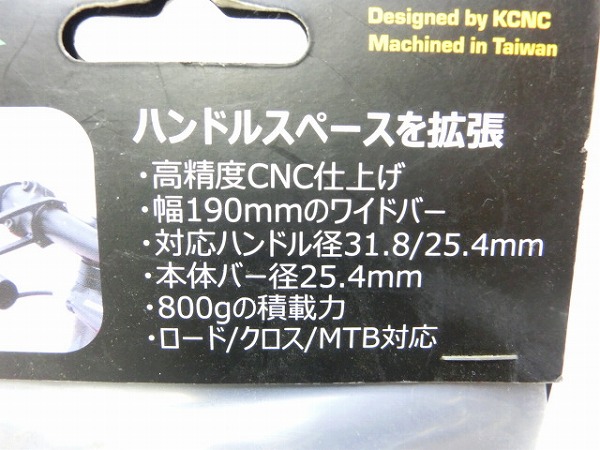 Designed by KCNC
Machined in Taiwan
ハンドルスペースを拡張
・高精度CNC仕上げ
・幅190mmのワイドバー
・対応ハンドル径31.8/25.4mm
・本体バー径25.4mm
・800gの積載力
・ロード/クロス/MTB対応